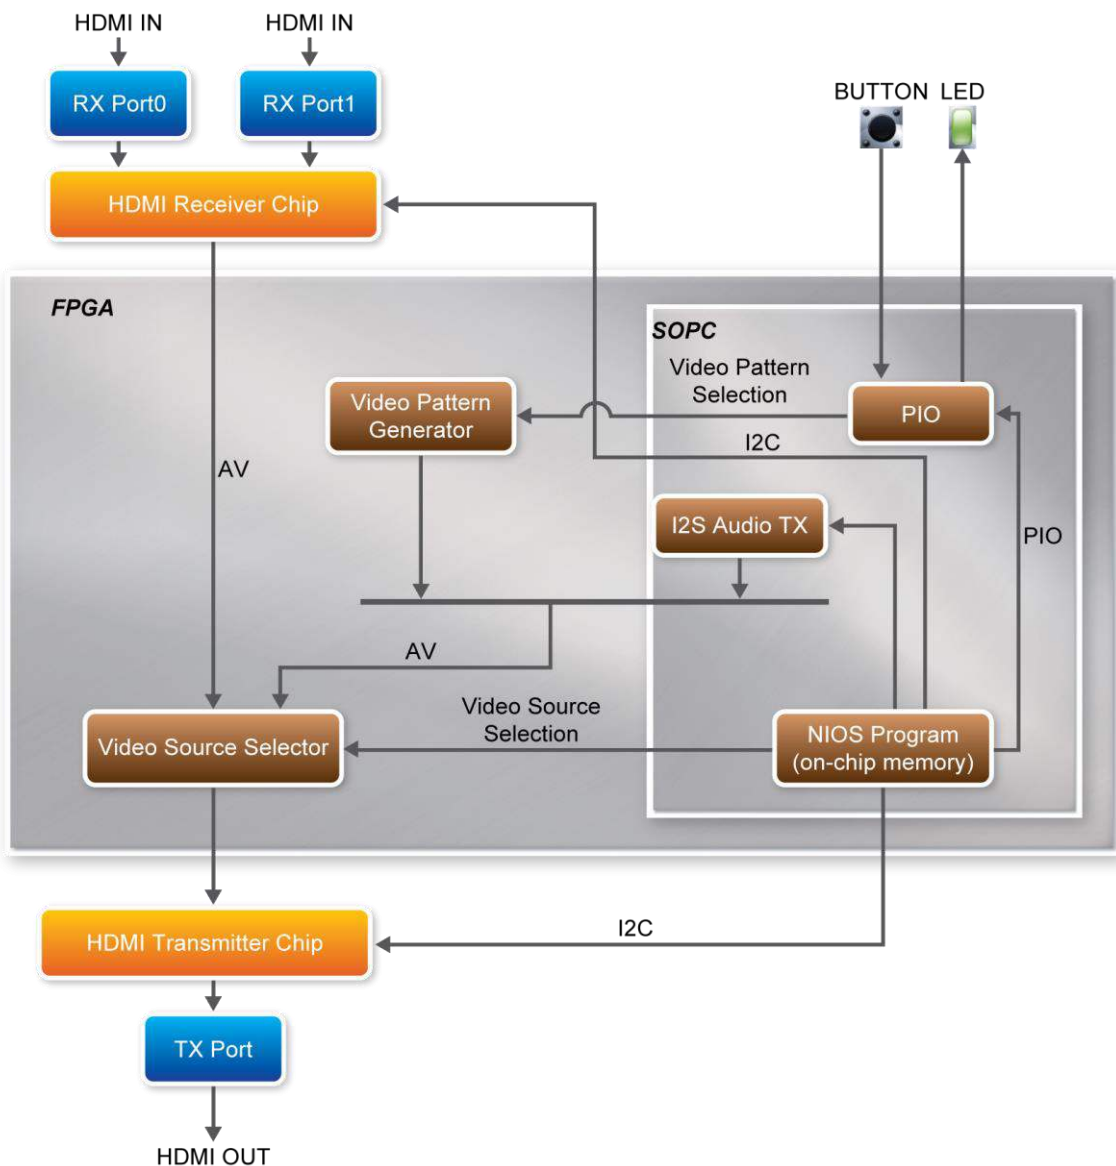 HDMI IN
HDMI IN
RX Port0
RX Port1
BUTTON
LED
HDMI Receiver Chip
FPGA
SOPC
Video Pattern
Selection
Video Pattern
Generator
PIO
I2C
AV
I2S Audio TX
PIO
AV
Video Source
Selection
Video Source Selector
NIOS Program
(on-chip memory)
I2C
HDMI Transmitter Chip
TX Port
HDMI OUT